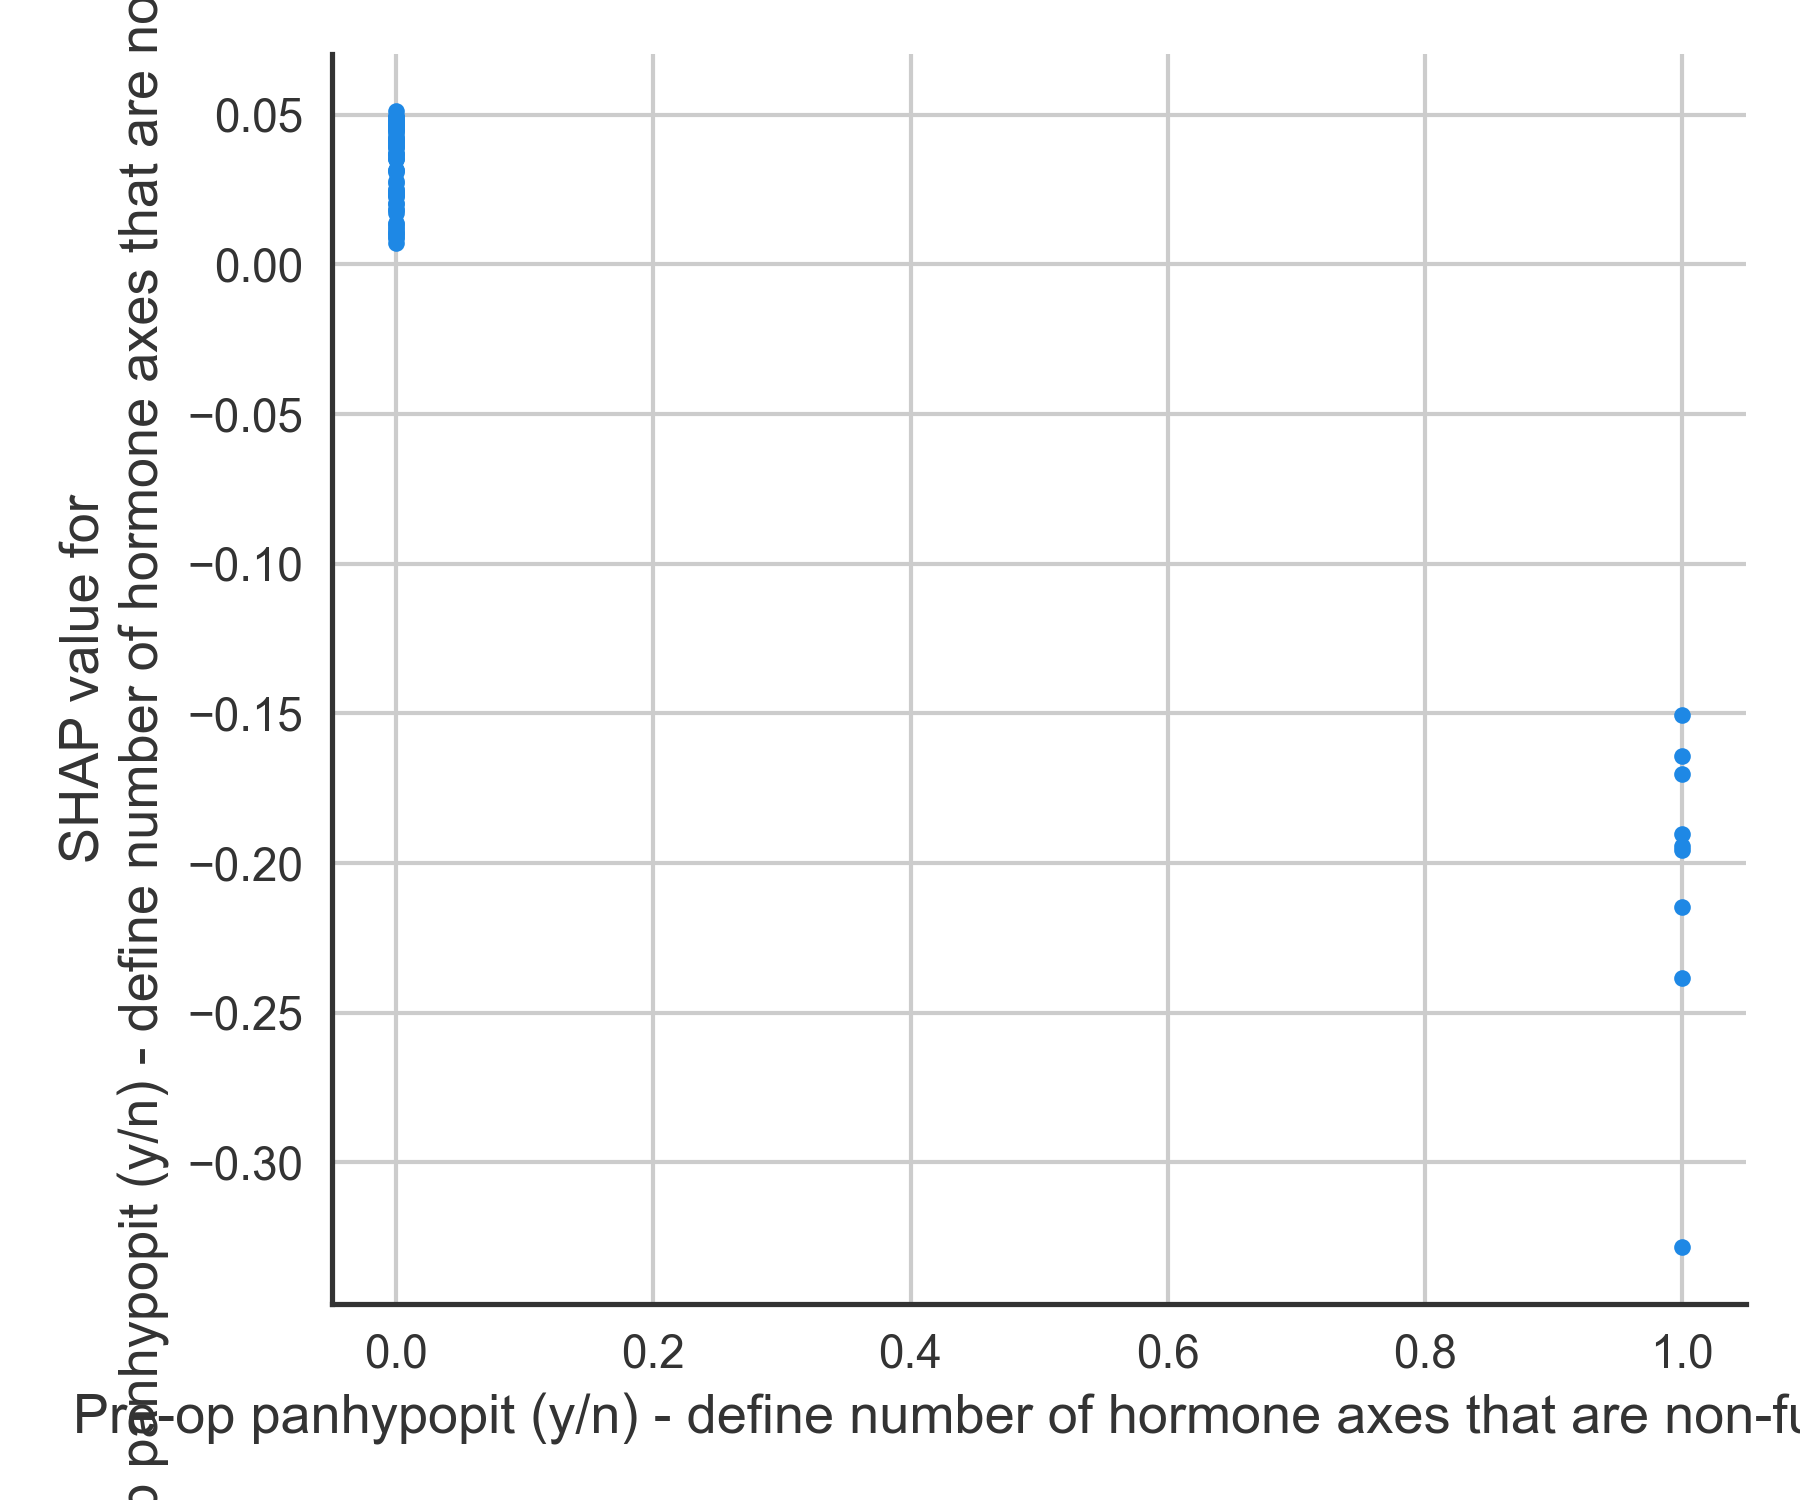 SHAP value for
panhypopit (y/n) - define number of hormone axes that are no
0.05
0.00
−0.05
−0.10
−0.15
−0.20
−0.25
−0.30
0.0 0.2 0.4 0.6 0.8 1.0
Pre-op panhypopit (y/n) - define number of hormone axes that are non-fu